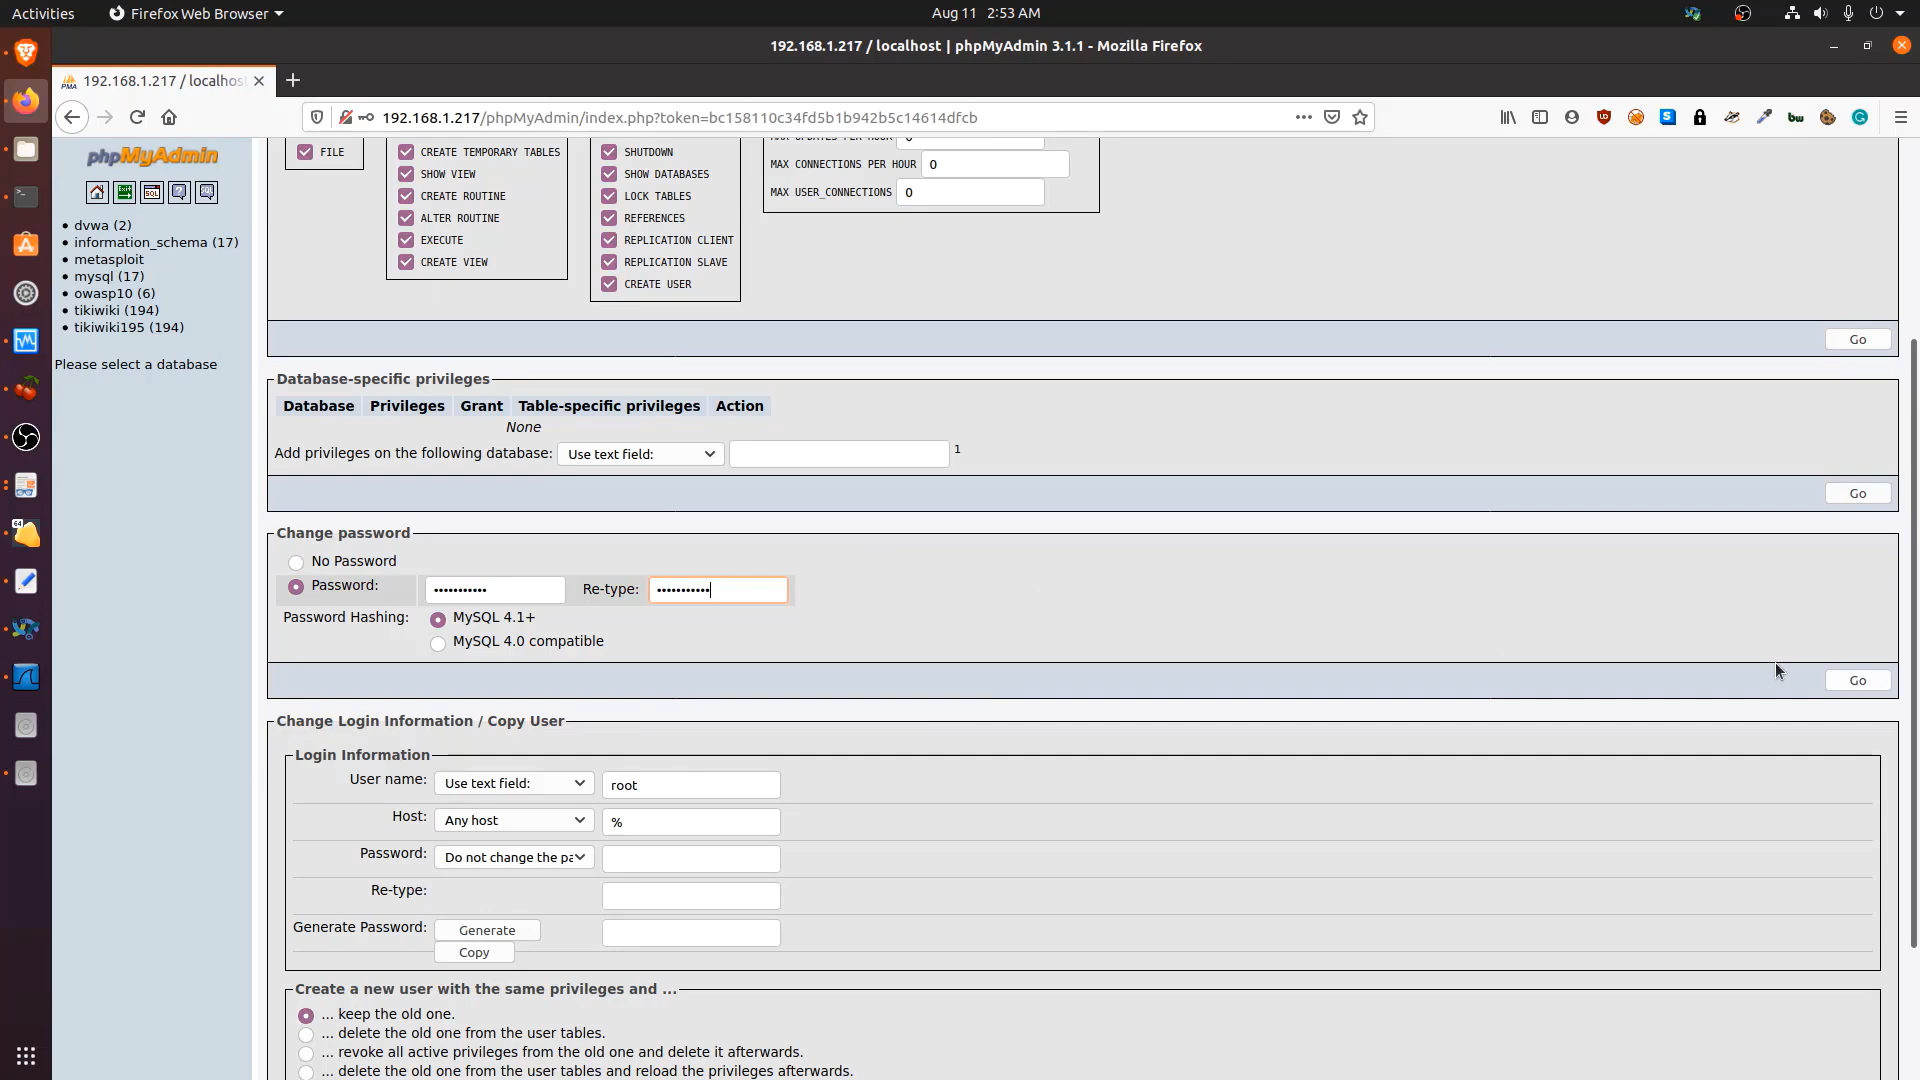 Activities
Firefox Web Browser
Aug 11 2:53 AM
192.168.1.217 / localhost | phpMyAdmin 3.1.1 - Mozilla Firefox
PMA
192.168.1.217 / localhos
192.168.1.217/phpMyAdmin/index.php?token=bc158110c34fd5b1b942b5c14614dfcb
phpMyAdmin
Exit
SQL
SQL
dvwa (2)
information_schema (17)
metasploit
mysql (17)
owasp10 (6)
tikiwiki (194)
tikiwiki195 (194)
Please select a database
64
FILE
CREATE TEMPORARY TABLES
SHOW VIEW
CREATE ROUTINE
ALTER ROUTINE
EXECUTE
CREATE VIEW
SHUTDOWN
SHOW DATABASES
LOCK TABLES
REFERENCES
REPLICATION CLIENT
REPLICATION SLAVE
CREATE USER
MAX UPDATES PER HOUR 0
MAX CONNECTIONS PER HOUR 0
MAX USER_CONNECTIONS 0
Go
Database-specific privileges
Database Privileges Grant Table-specific privileges Action
None
Add privileges on the following database: Use text field: 1
Go
Change password
No Password
Password: ••••••••••• Re-type: •••••••••••
Password Hashing: MySQL 4.1+
MySQL 4.0 compatible
Go
Change Login Information / Copy User
Login Information
User name: Use text field: root
Host: Any host %
Password: Do not change the pa
Re-type:
Generate Password: Generate
Copy
Create a new user with the same privileges and ...
... keep the old one.
... delete the old one from the user tables.
... revoke all active privileges from the old one and delete it afterwards.
... delete the old one from the user tables and reload the privileges afterwards.